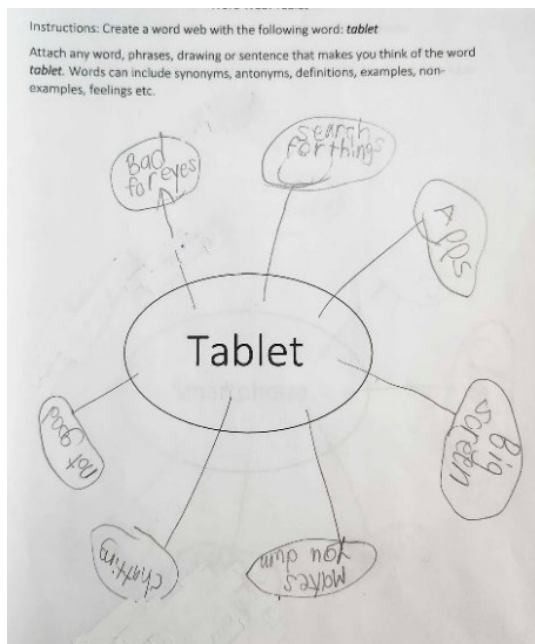 Instructions: Create a word web with the following word: tablet
Attach any word, phrases, drawing or sentence that makes you think of the word
tablet. Words can include synonyms, antonyms, definitions, examples, non-
examples, feelings etc.
Bad
for eyes
search
for things
Apps
Tablet
Big
screen
not good
chatting
makes
you dum